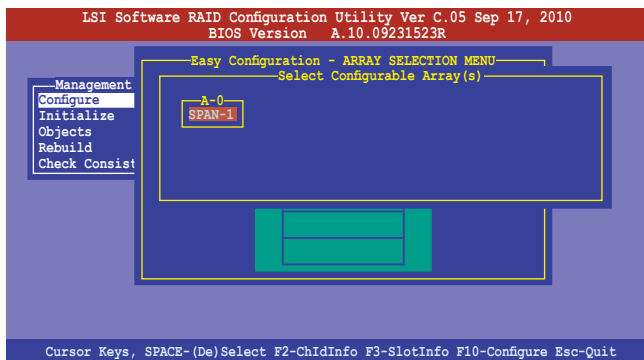 LSI Software RAID Configuration Utility Ver C.05 Sep 17, 2010
BIOS Version A.10.09231523R
Easy Configuration - ARRAY SELECTION MENU
Select Configurable Array(s)
Management
Configure
Initialize
Objects
Rebuild
Check Consist
A-0
SPAN-1
Cursor Keys, SPACE-(De)Select F2-ChIdInfo F3-SlotInfo F10-Configure Esc-Quit